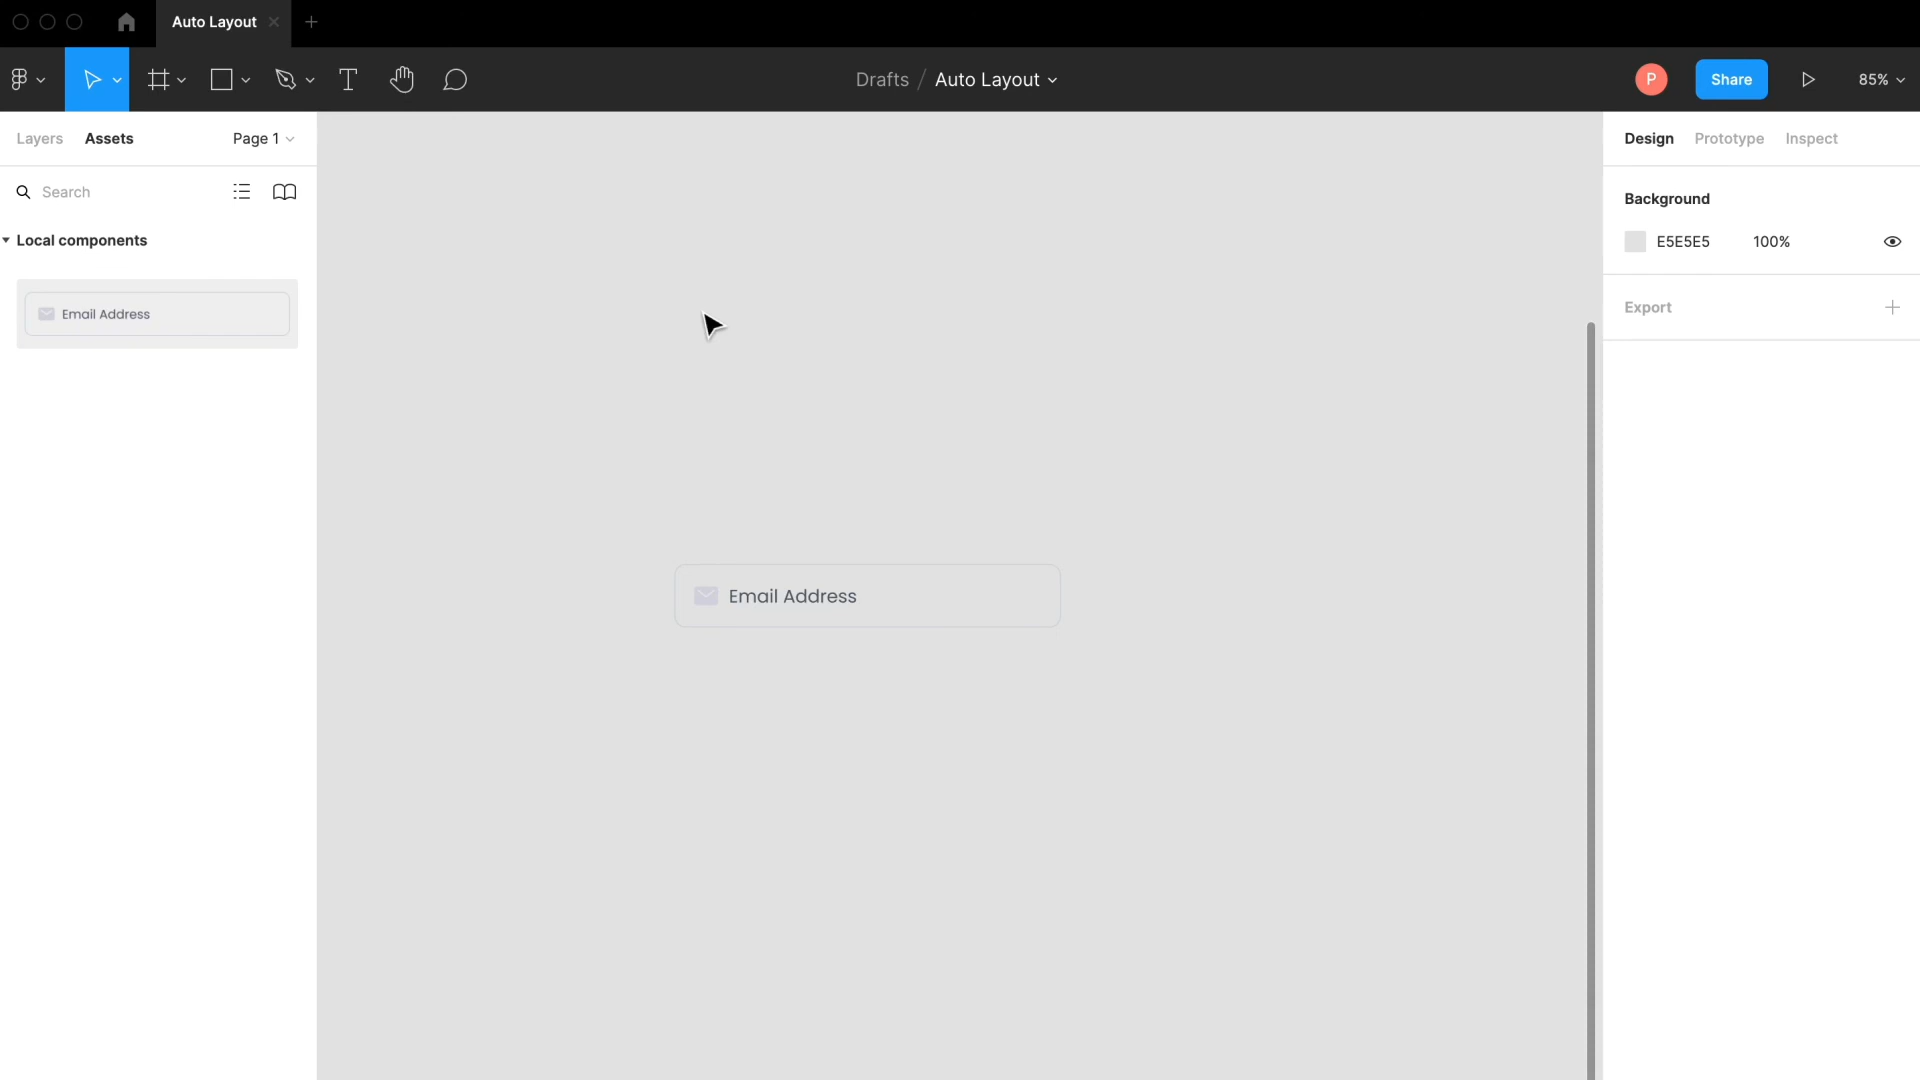 Auto Layout
Drafts / Auto Layout
P
Share
85%
Layers Assets Page 1
Search
Local components
Email Address
Email Address
Design Prototype Inspect
Background
E5E5E5 100%
Export